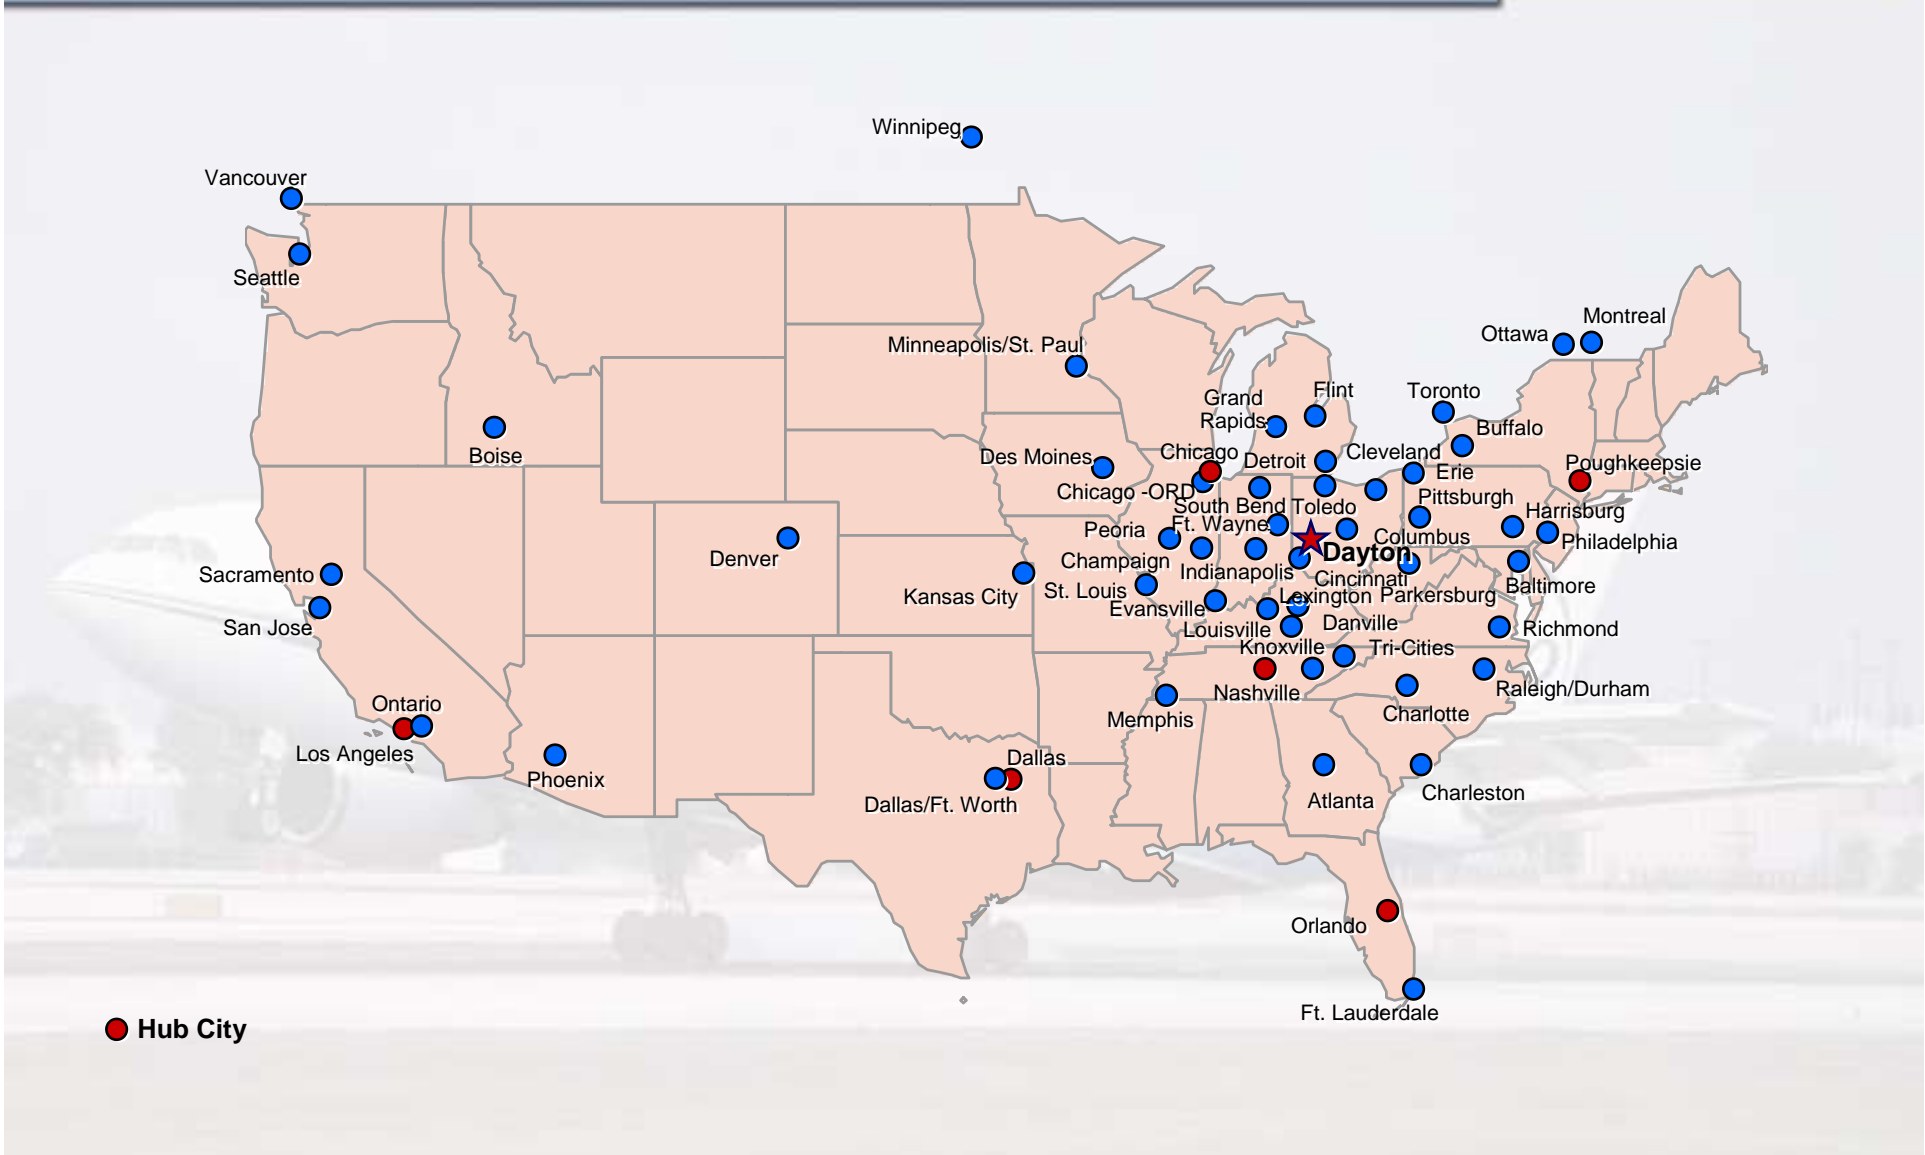 Winnipeg
Vancouver
Seattle
Montreal
Ottawa
Minneapolis/St. Paul
Flint
Toronto
Grand
Rapids
Buffalo
Boise
Chicago
Cleveland
Des Moines
Detroit
Poughkeepsie
Erie
Chicago -ORD
Pittsburgh
South Bend
Toledo
Harrisburg
Peoria
Ft. Wayne
Columbus
Philadelphia
Dayton
Denver
Champaign
Indianapolis
Sacramento
Cincinnati
Baltimore
St. Louis
Kansas City
Lexington
Parkersburg
Evansville
San Jose
Louisville
Danville
Richmond
Knoxville
Tri-Cities
Nashville
Raleigh/Durham
Ontario
Memphis
Charlotte
Los Angeles
Dallas
Phoenix
Dallas/Ft. Worth
Atlanta
Charleston
Orlando
Ft. Lauderdale
Hub City